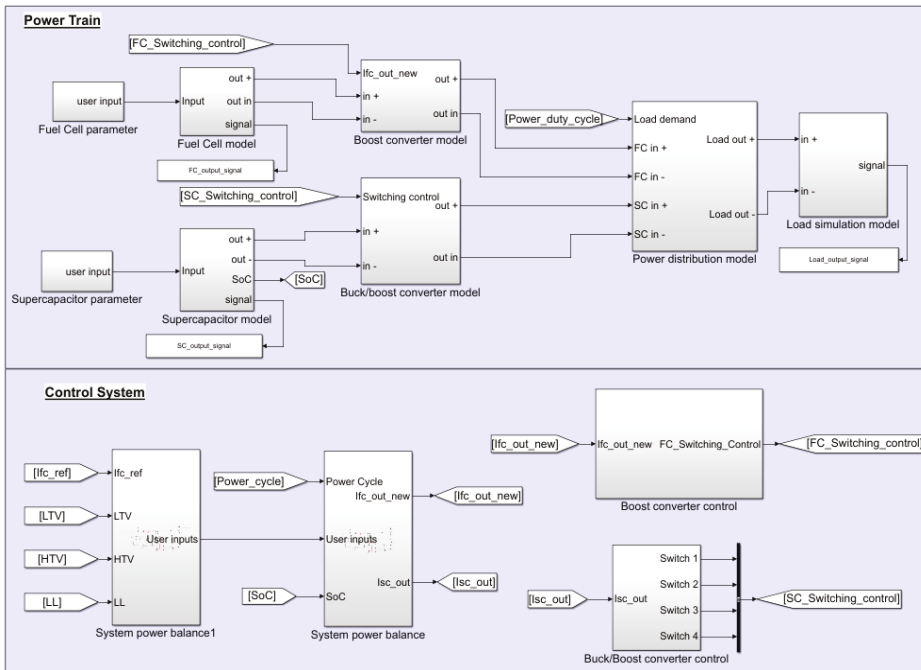 Power Train
[FC_Switching_control]
user input
Fuel Cell parameter
Input
out +
out in
signal
Fuel Cell model
FC_output_signal
Ifc_out_new
in +
in -
out +
out in
Boost converter model
[SC_Switching_control]
user input
Supercapacitor parameter
Input
out +
out -
SoC
signal
Supercapacitor model
[SoC]
SC_output_signal
Switching control
in +
in -
out +
out in
Buck/boost converter model
[Power_duty_cycle]
Load demand
FC in +
FC in -
SC in +
SC in -
Load out +
Load out -
Power distribution model
in +
in -
signal
Load simulation model
Load_output_signal
Control System
[Ifc_ref]
[LTV]
[HTV]
[LL]
Ifc_ref
LTV
HTV
LL
User inputs
System power balance1
[Power_cycle]
[SoC]
Power Cycle
User inputs
SoC
Ifc_out_new
Isc_out
System power balance
[Ifc_out_new]
[Isc_out]
[Ifc_out_new]
Ifc_out_new
FC_Switching_Control
[FC_Switching_control]
Boost converter control
[Isc_out]
Isc_out
Switch 1
Switch 2
Switch 3
Switch 4
[SC_Switching_control]
Buck/Boost converter control